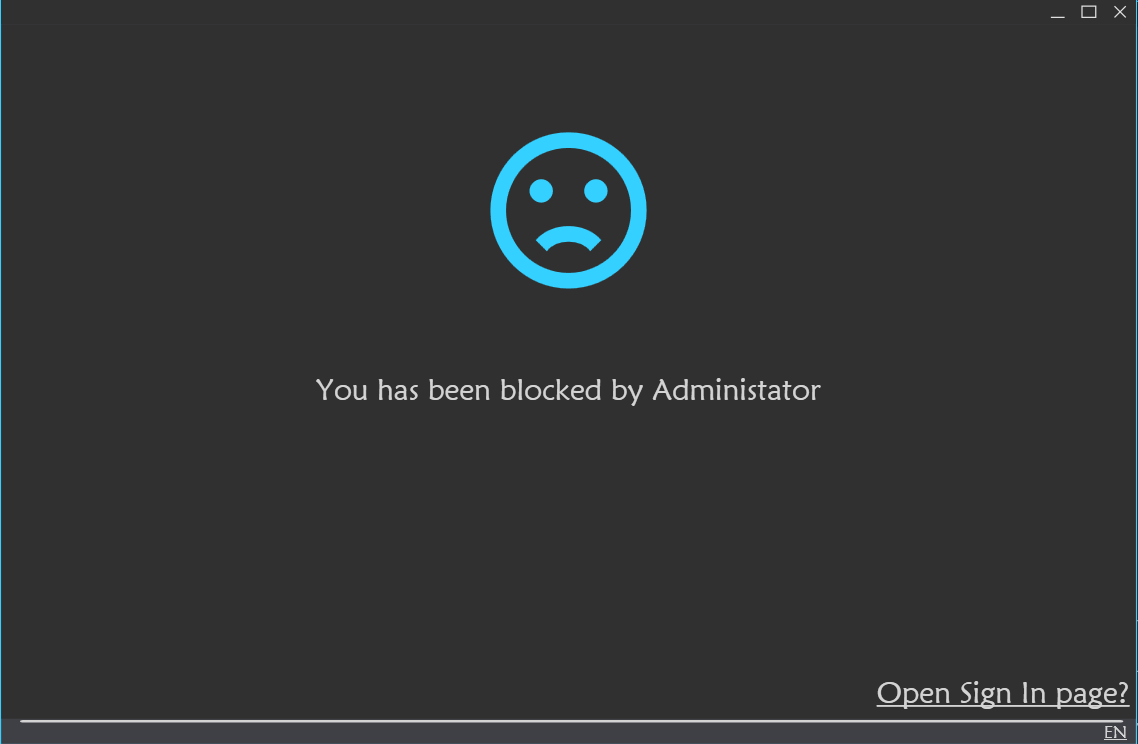 You has been blocked by Administator
Open Sign In page?
EN